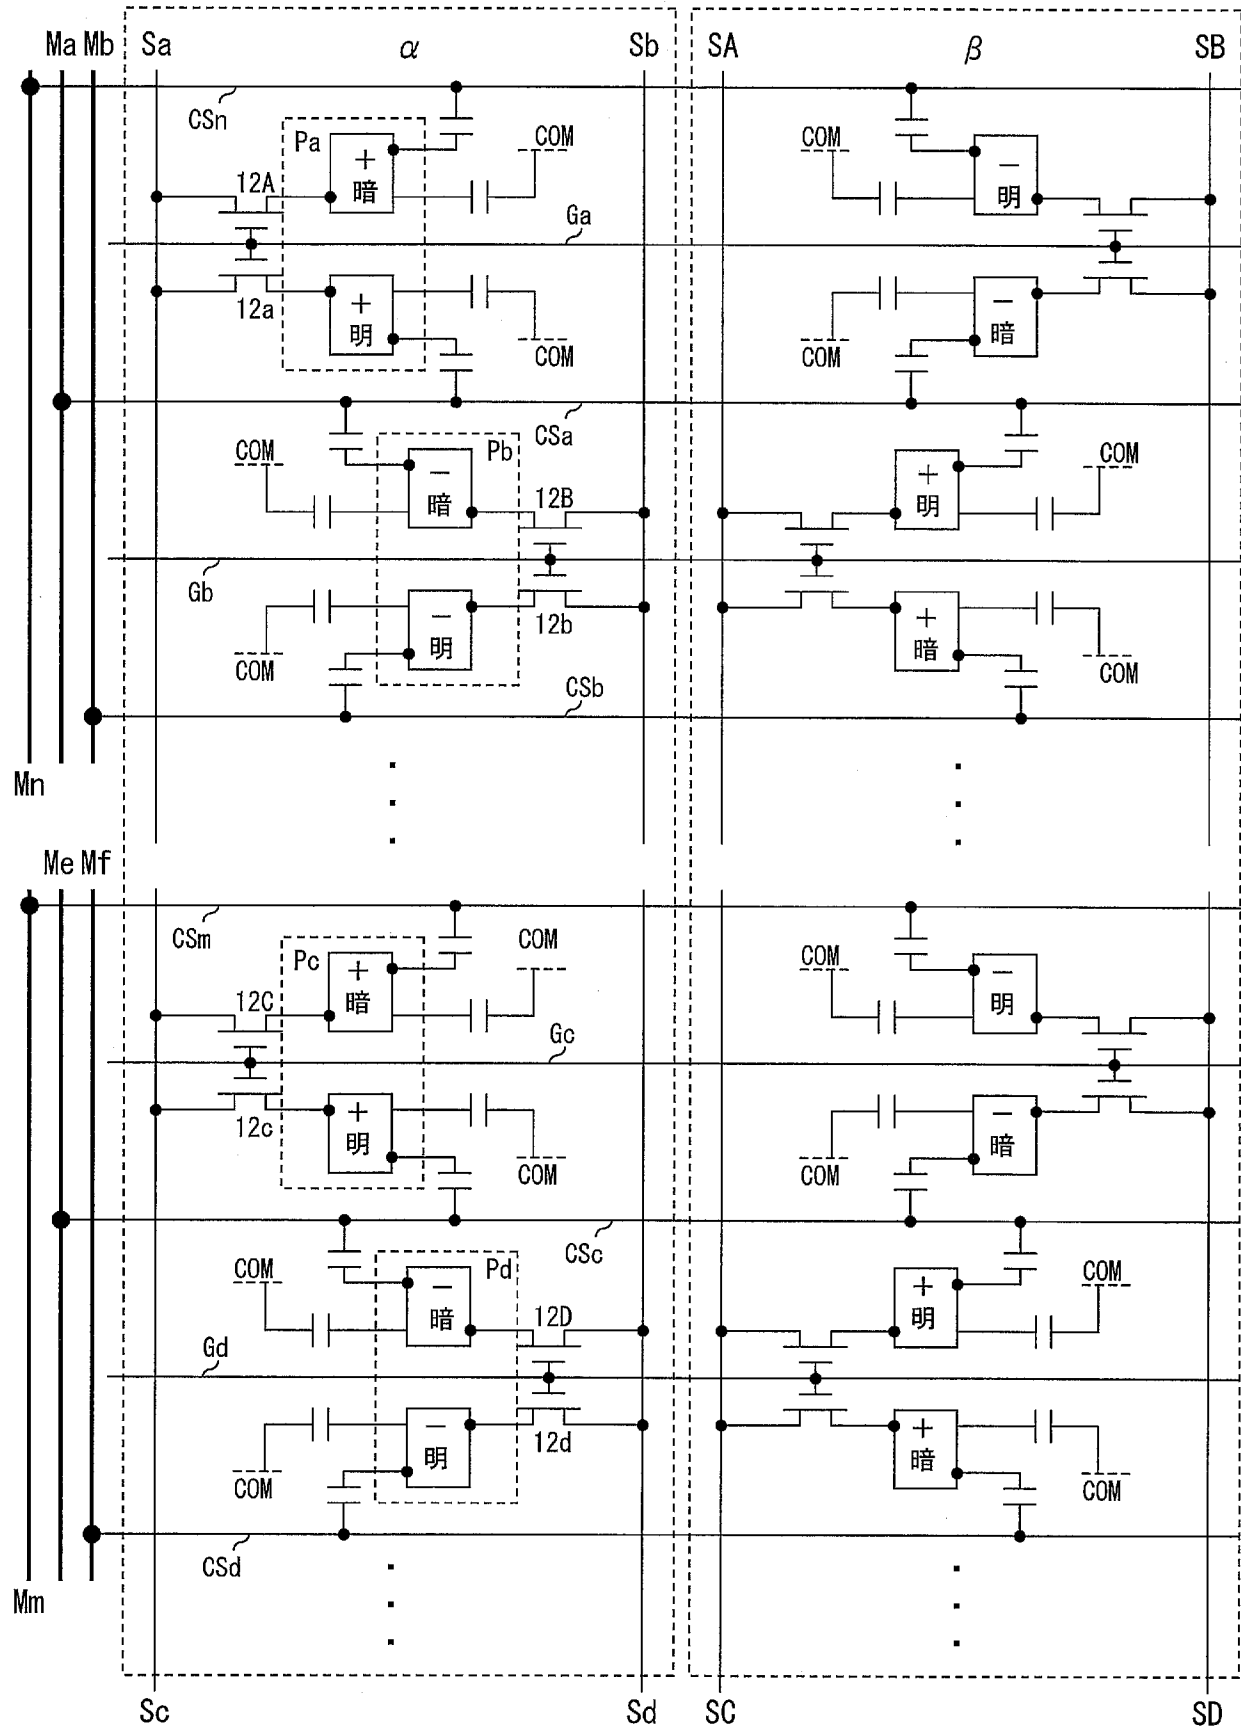 Ma Mb Sa α Sb SA β SB
CSn
Pa + 暗 COM COM − 明
12A
Ga
12a + 明 COM COM − 暗
CSa
COM − 暗 Pb 12B + 明 COM
Gb
COM − 明 12b + 暗 COM
CSb
Mn
Me Mf
CSm
Pc + 暗 COM COM − 明
12C
Gc
12c + 明 COM COM − 暗
CSc
COM − 暗 Pd 12D + 明 COM
Gd
COM − 明 12d + 暗 COM
CSd
Mm
Sc Sd SC SD